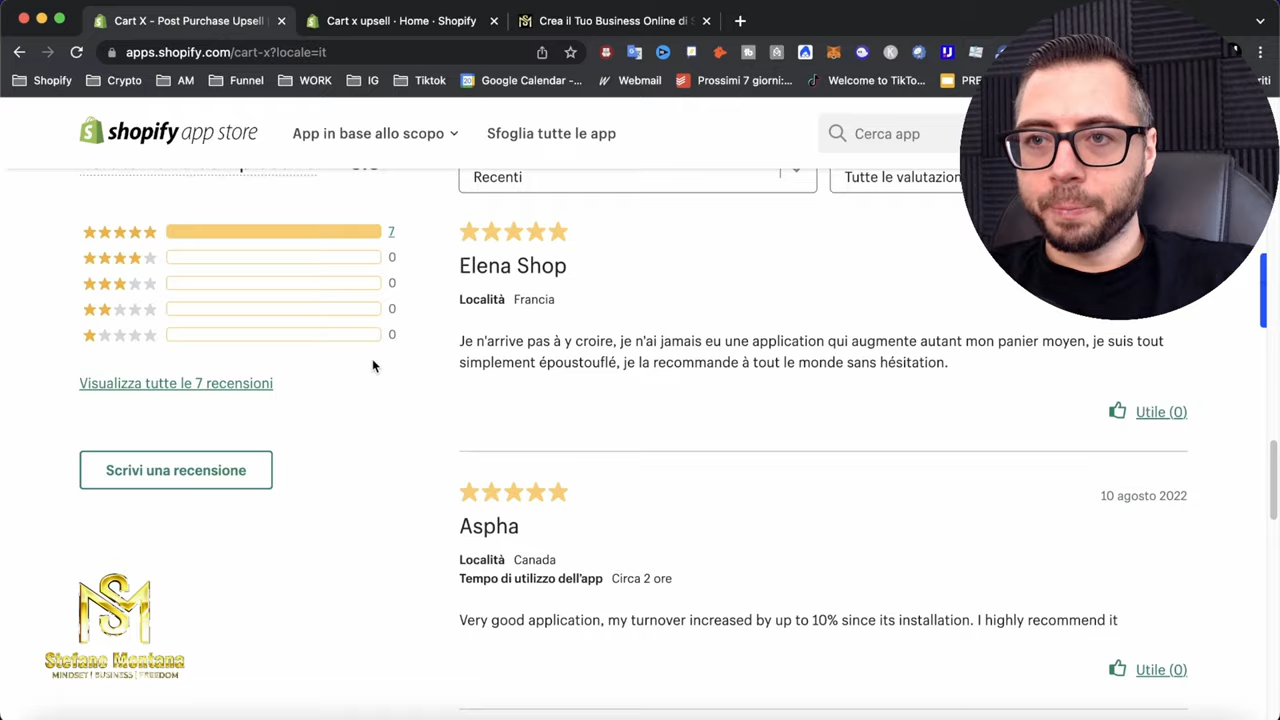 Cart X - Post Purchase Upsell
Cart x upsell · Home · Shopify
Crea il Tuo Business Online di S
apps.shopify.com/cart-x?locale=it
Shopify
Crypto
AM
Funnel
WORK
IG
Tiktok
Google Calendar -...
Webmail
Prossimi 7 giorni:...
Welcome to TikTo...
PRE
shopify app store
App in base allo scopo
Sfoglia tutte le app
Cerca app
Recenti
Tutte le valutazion
7
0
0
0
0
Visualizza tutte le 7 recensioni
Scrivi una recensione
Elena Shop
Località Francia
Je n'arrive pas à y croire, je n'ai jamais eu une application qui augmente autant mon panier moyen, je suis tout
simplement époustouflé, je la recommande à tout le monde sans hésitation.
Utile (0)
10 agosto 2022
Aspha
Località Canada
Tempo di utilizzo dell'app Circa 2 ore
Very good application, my turnover increased by up to 10% since its installation. I highly recommend it
Utile (0)
SM
Stefano Montana
MINDSET | BUSINESS | FREEDOM